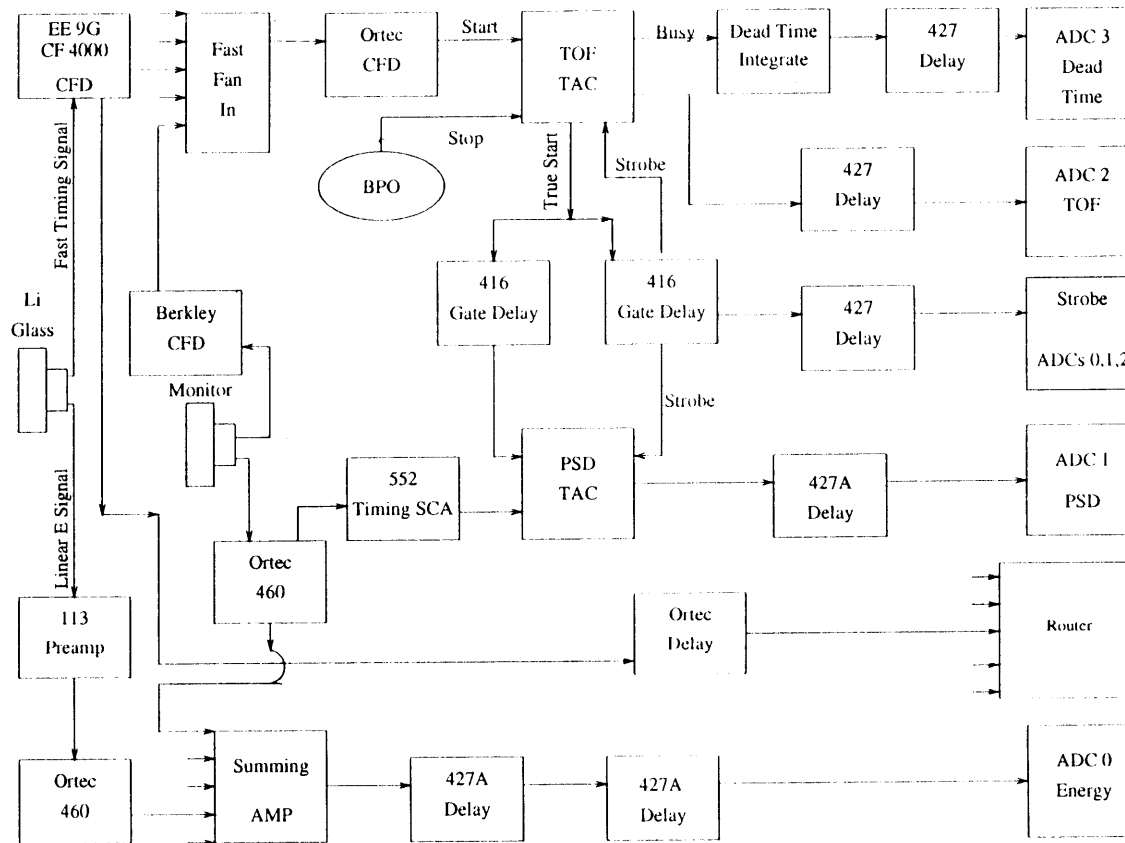 EE 9G
CF 4000
CFD
Fast
Fan
In
Ortec
CFD
Start
TOF
TAC
Busy
Dead Time
Integrate
427
Delay
ADC 3
Dead
Time
Stop
BPO
Fast Timing Signal
True Start
Strobe
427
Delay
ADC 2
TOF
Li
Glass
Berkley
CFD
416
Gate Delay
416
Gate Delay
427
Delay
Strobe
ADCs 0,1,2
Monitor
Strobe
Linear E Signal
552
Timing SCA
PSD
TAC
427A
Delay
ADC 1
PSD
Ortec
460
113
Preamp
Ortec
Delay
Router
Ortec
460
Summing
AMP
427A
Delay
427A
Delay
ADC 0
Energy